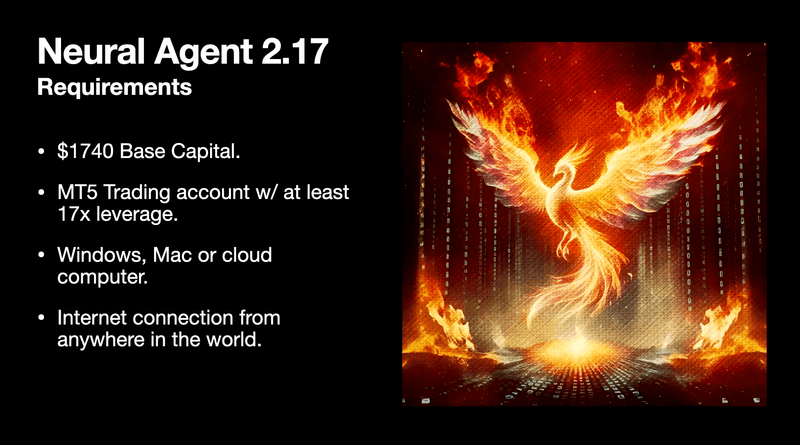 Neural Agent 2.17
Requirements
• $1740 Base Capital.
• MT5 Trading account w/ at least
17x leverage.
• Windows, Mac or cloud
computer.
• Internet connection from
anywhere in the world.